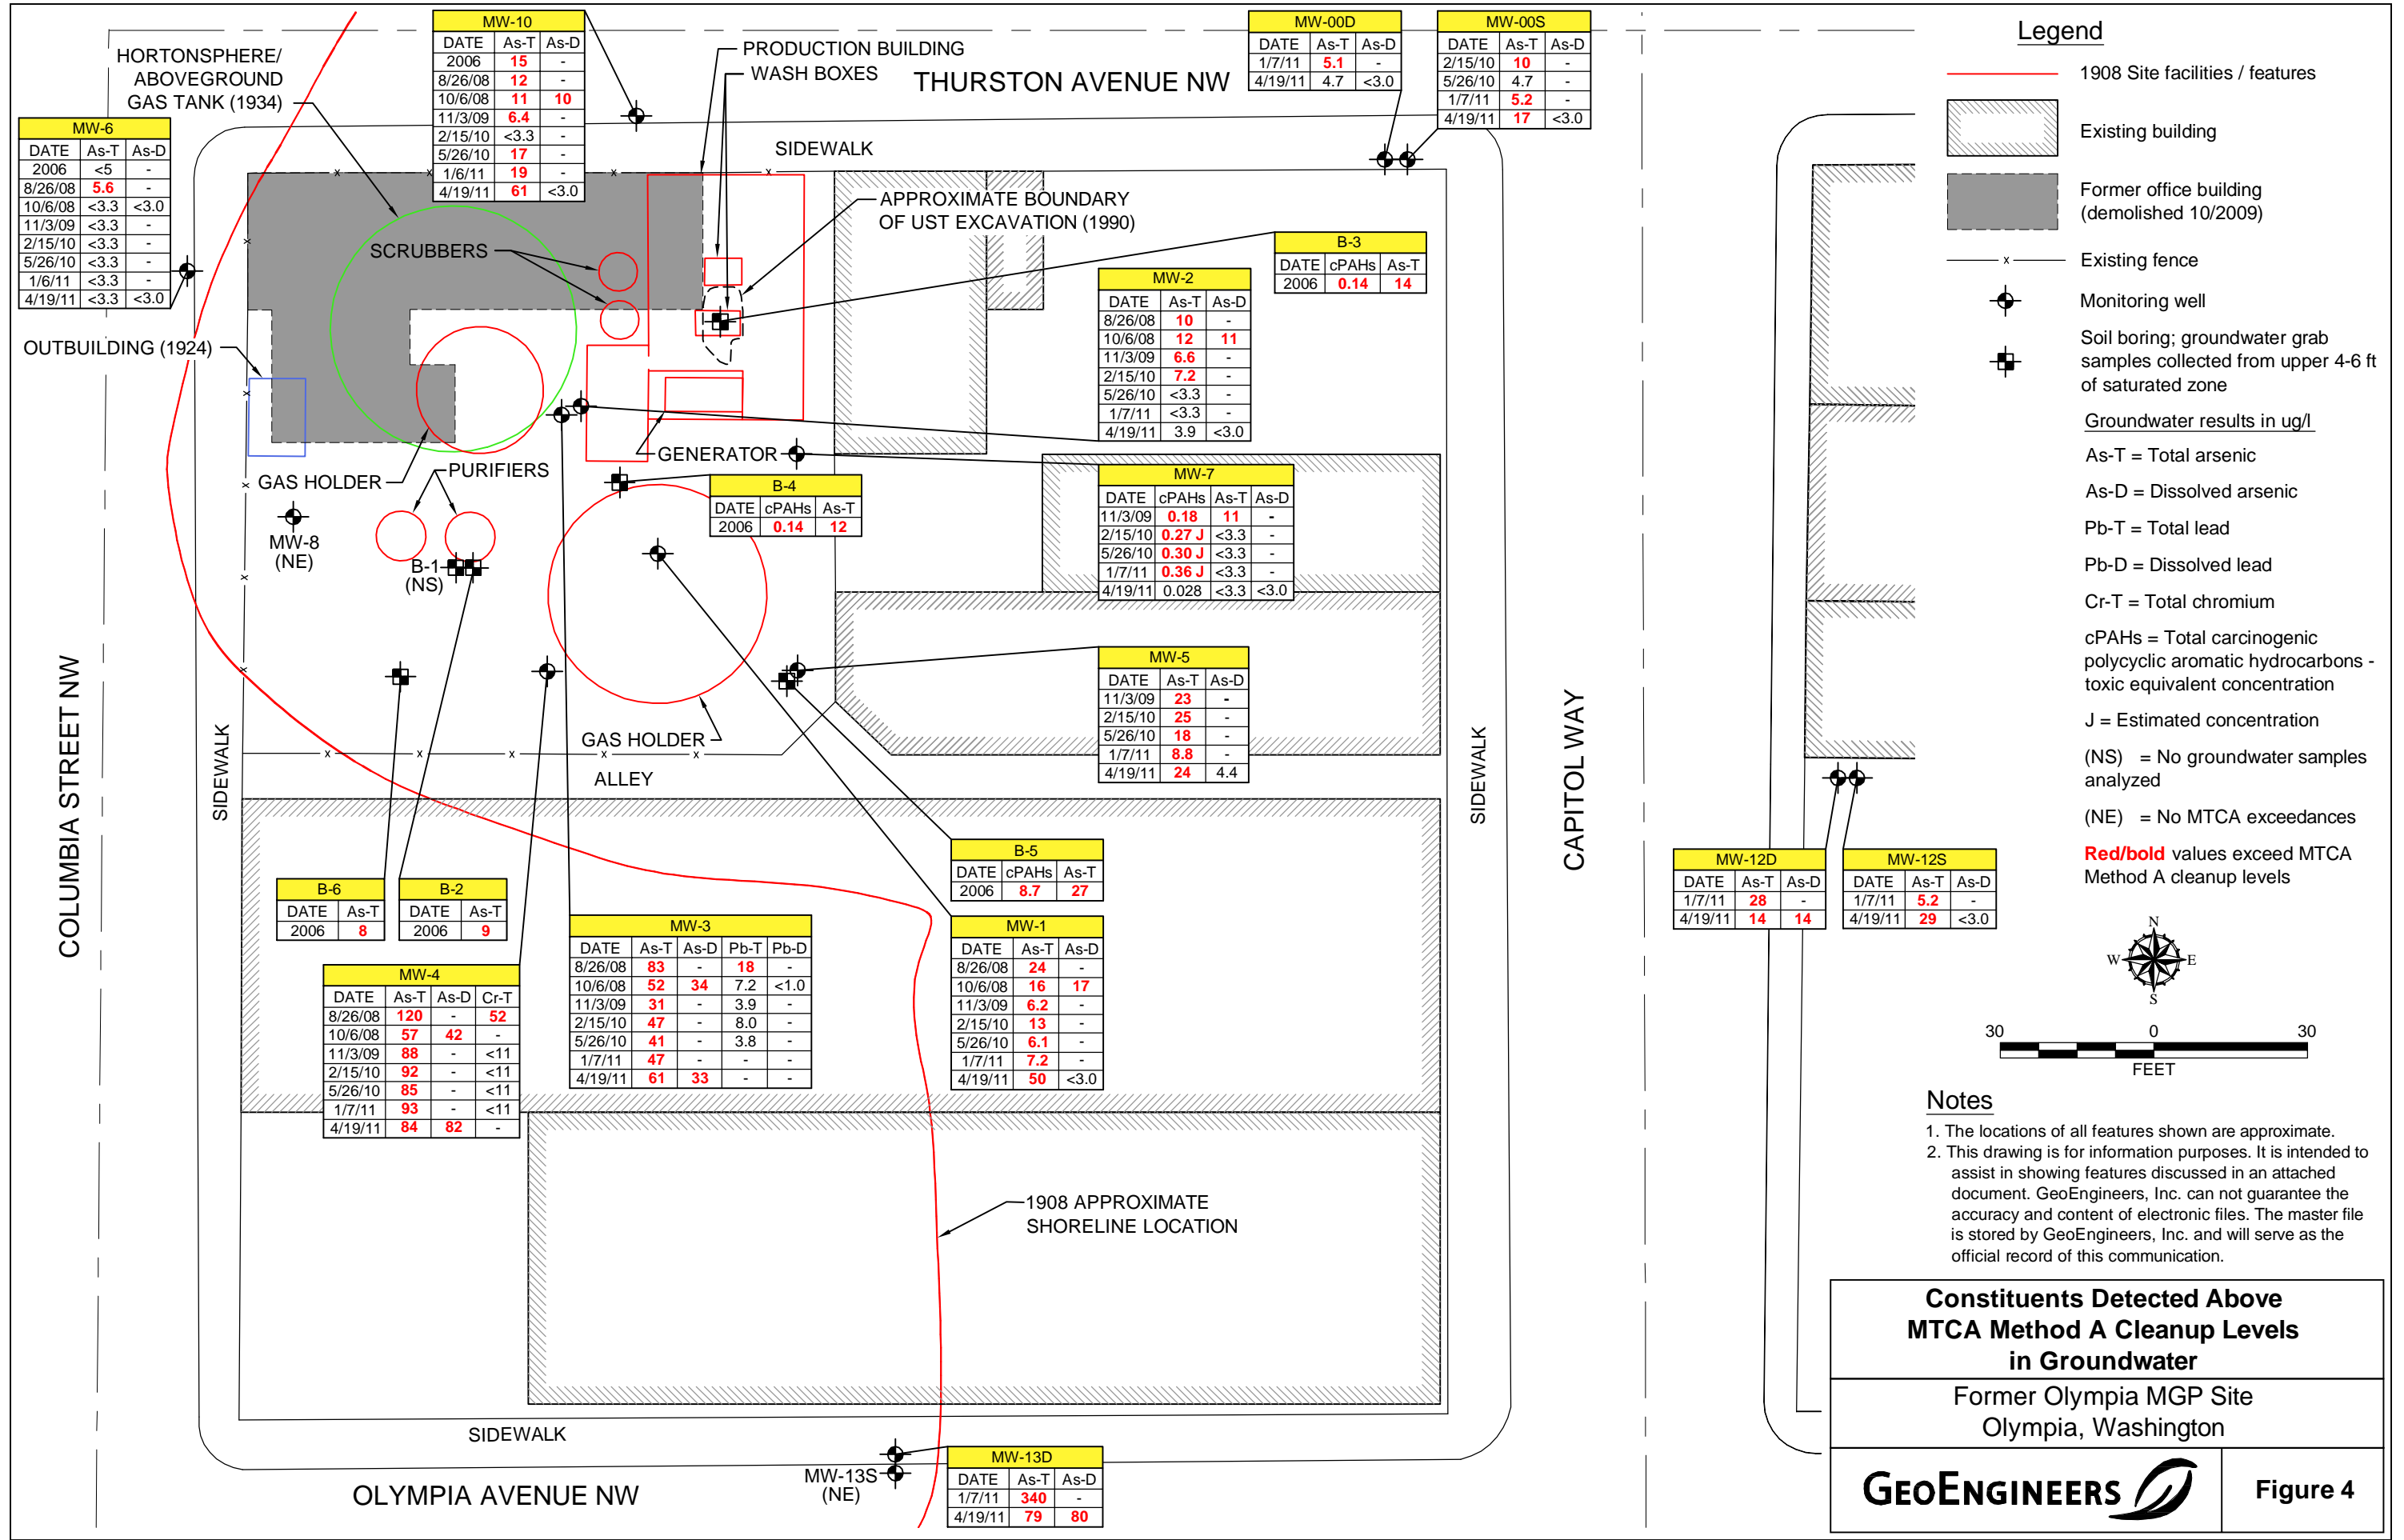 HORTONSPHERE/
ABOVEGROUND
GAS TANK (1934)
MW-10
DATE As-T As-D
2006 15 -
8/26/08 12 -
10/6/08 11 10
11/3/09 6.4 -
2/15/10 <3.3 -
5/26/10 17 -
1/6/11 19 -
4/19/11 61 <3.0
PRODUCTION BUILDING
WASH BOXES
THURSTON AVENUE NW
MW-00D
DATE As-T As-D
1/7/11 5.1 -
4/19/11 4.7 <3.0
MW-00S
DATE As-T As-D
2/15/10 10 -
5/26/10 4.7 -
1/7/11 5.2 -
4/19/11 17 <3.0
MW-6
DATE As-T As-D
2006 <5 -
8/26/08 5.6 -
10/6/08 <3.3 <3.0
11/3/09 <3.3 -
2/15/10 <3.3 -
5/26/10 <3.3 -
1/6/11 <3.3 -
4/19/11 <3.3 <3.0
SIDEWALK
APPROXIMATE BOUNDARY
OF UST EXCAVATION (1990)
SCRUBBERS
B-3
DATE cPAHs As-T
2006 0.14 14
MW-2
DATE As-T As-D
8/26/08 10 -
10/6/08 12 11
11/3/09 6.6 -
2/15/10 7.2 -
5/26/10 <3.3 -
1/7/11 <3.3 -
4/19/11 3.9 <3.0
OUTBUILDING (1924)
GENERATOR
GAS HOLDER
PURIFIERS
B-4
DATE cPAHs As-T
2006 0.14 12
MW-7
DATE cPAHs As-T As-D
11/3/09 0.18 11 -
2/15/10 0.27 J <3.3 -
5/26/10 0.30 J <3.3 -
1/7/11 0.36 J <3.3 -
4/19/11 0.028 <3.3 <3.0
MW-8
(NE)
B-1
(NS)
MW-5
DATE As-T As-D
11/3/09 23 -
2/15/10 25 -
5/26/10 18 -
1/7/11 8.8 -
4/19/11 24 4.4
COLUMBIA STREET NW
SIDEWALK
GAS HOLDER
ALLEY
SIDEWALK
CAPITOL WAY
B-5
DATE cPAHs As-T
2006 8.7 27
B-6
DATE As-T
2006 8
B-2
DATE As-T
2006 9
MW-4
DATE As-T As-D Cr-T
8/26/08 120 - 52
10/6/08 57 42 -
11/3/09 88 - <11
2/15/10 92 - <11
5/26/10 85 - <11
1/7/11 93 - <11
4/19/11 84 82 -
MW-3
DATE As-T As-D Pb-T Pb-D
8/26/08 83 - 18 -
10/6/08 52 34 7.2 <1.0
11/3/09 31 - 3.9 -
2/15/10 47 - 8.0 -
5/26/10 41 - 3.8 -
1/7/11 47 - - -
4/19/11 61 33 - -
MW-1
DATE As-T As-D
8/26/08 24 -
10/6/08 16 17
11/3/09 6.2 -
2/15/10 13 -
5/26/10 6.1 -
1/7/11 7.2 -
4/19/11 50 <3.0
MW-12D
DATE As-T As-D
1/7/11 28 -
4/19/11 14 14
MW-12S
DATE As-T As-D
1/7/11 5.2 -
4/19/11 29 <3.0
1908 APPROXIMATE
SHORELINE LOCATION
SIDEWALK
OLYMPIA AVENUE NW
MW-13S
(NE)
MW-13D
DATE As-T As-D
1/7/11 340 -
4/19/11 79 80
Legend
1908 Site facilities / features
Existing building
Former office building
(demolished 10/2009)
x
Existing fence
Monitoring well
Soil boring; groundwater grab
samples collected from upper 4-6 ft
of saturated zone
Groundwater results in ug/l
As-T = Total arsenic
As-D = Dissolved arsenic
Pb-T = Total lead
Pb-D = Dissolved lead
Cr-T = Total chromium
cPAHs = Total carcinogenic
polycyclic aromatic hydrocarbons -
toxic equivalent concentration
J = Estimated concentration
(NS) = No groundwater samples
analyzed
(NE) = No MTCA exceedances
Red/bold values exceed MTCA
Method A cleanup levels
N
W E
S
30 0 30
FEET
Notes
1. The locations of all features shown are approximate.
2. This drawing is for information purposes. It is intended to
assist in showing features discussed in an attached
document. GeoEngineers, Inc. can not guarantee the
accuracy and content of electronic files. The master file
is stored by GeoEngineers, Inc. and will serve as the
official record of this communication.
Constituents Detected Above
MTCA Method A Cleanup Levels
in Groundwater
Former Olympia MGP Site
Olympia, Washington
GEOENGINEERS
Figure 4